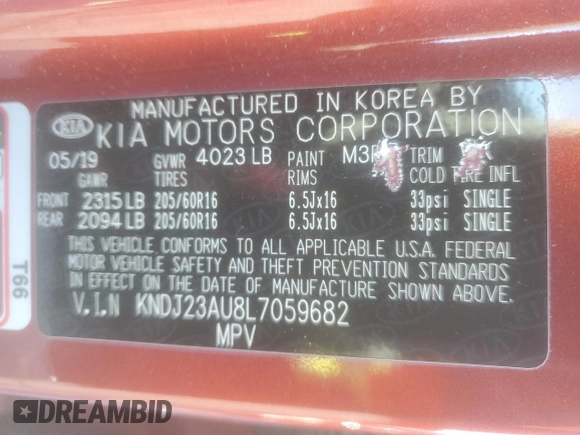 MANUFACTURED IN KOREA BY
KIA KIA MOTORS CORPORATION
05/19 GVWR 4023 LB PAINT TRIM
GAWR TIRES RIMS COLD TIRE INFL
FRONT 2315 LB 205/60R16 6.5Jx16 33psi SINGLE
REAR 2094 LB 205/60R16 6.5Jx16 33psi SINGLE
THIS VEHICLE CONFORMS TO ALL APPLICABLE U.S.A. FEDERAL
MOTOR VEHICLE SAFETY AND THEFT PREVENTION STANDARDS
IN EFFECT ON THE DATE OF MANUFACTURE SHOWN ABOVE.
V.I.N KNDJ23AU8L7059682
MPV
T66
DREAMBID